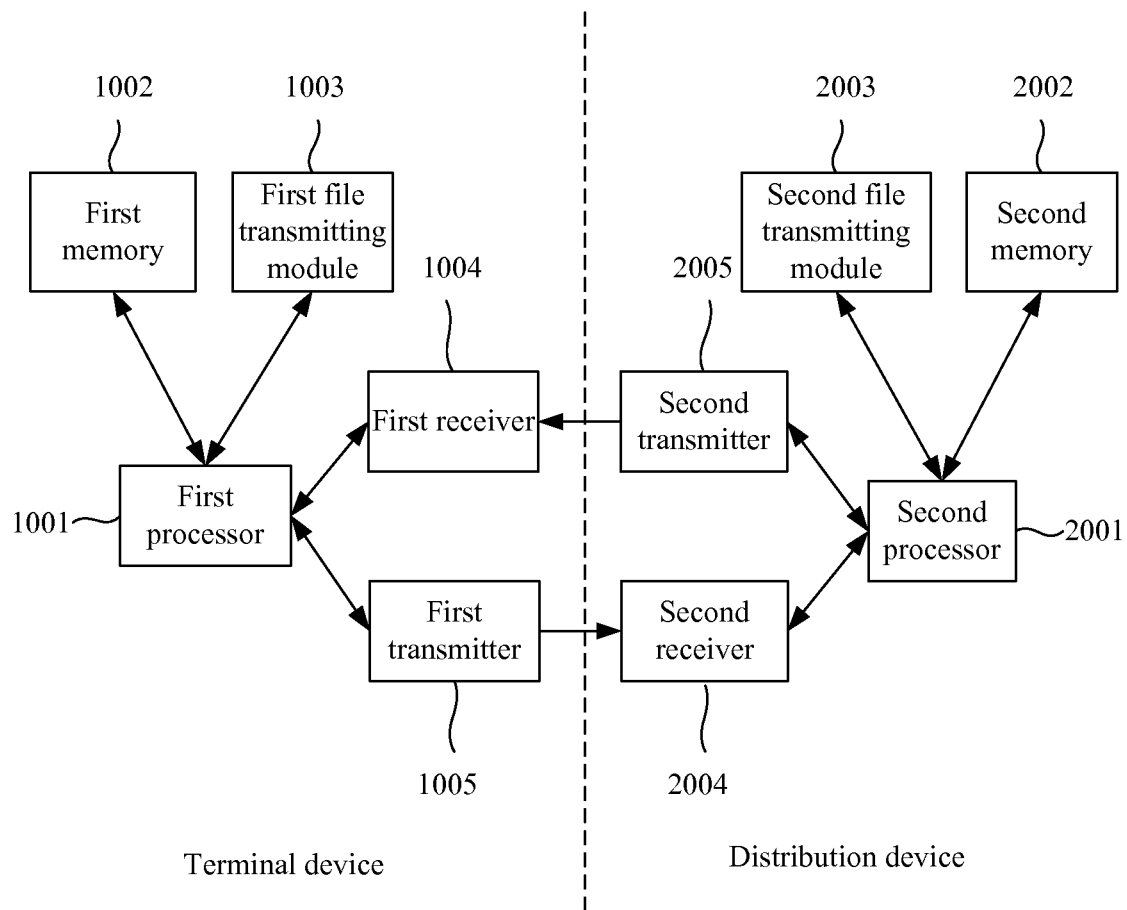 1002
1003
2003
2002
First
memory
First file
transmitting
module
Second file
transmitting
module
Second
memory
1004
2005
First receiver
Second
transmitter
First
processor
1001
Second
processor
2001
First
transmitter
Second
receiver
1005
2004
Terminal device
Distribution device